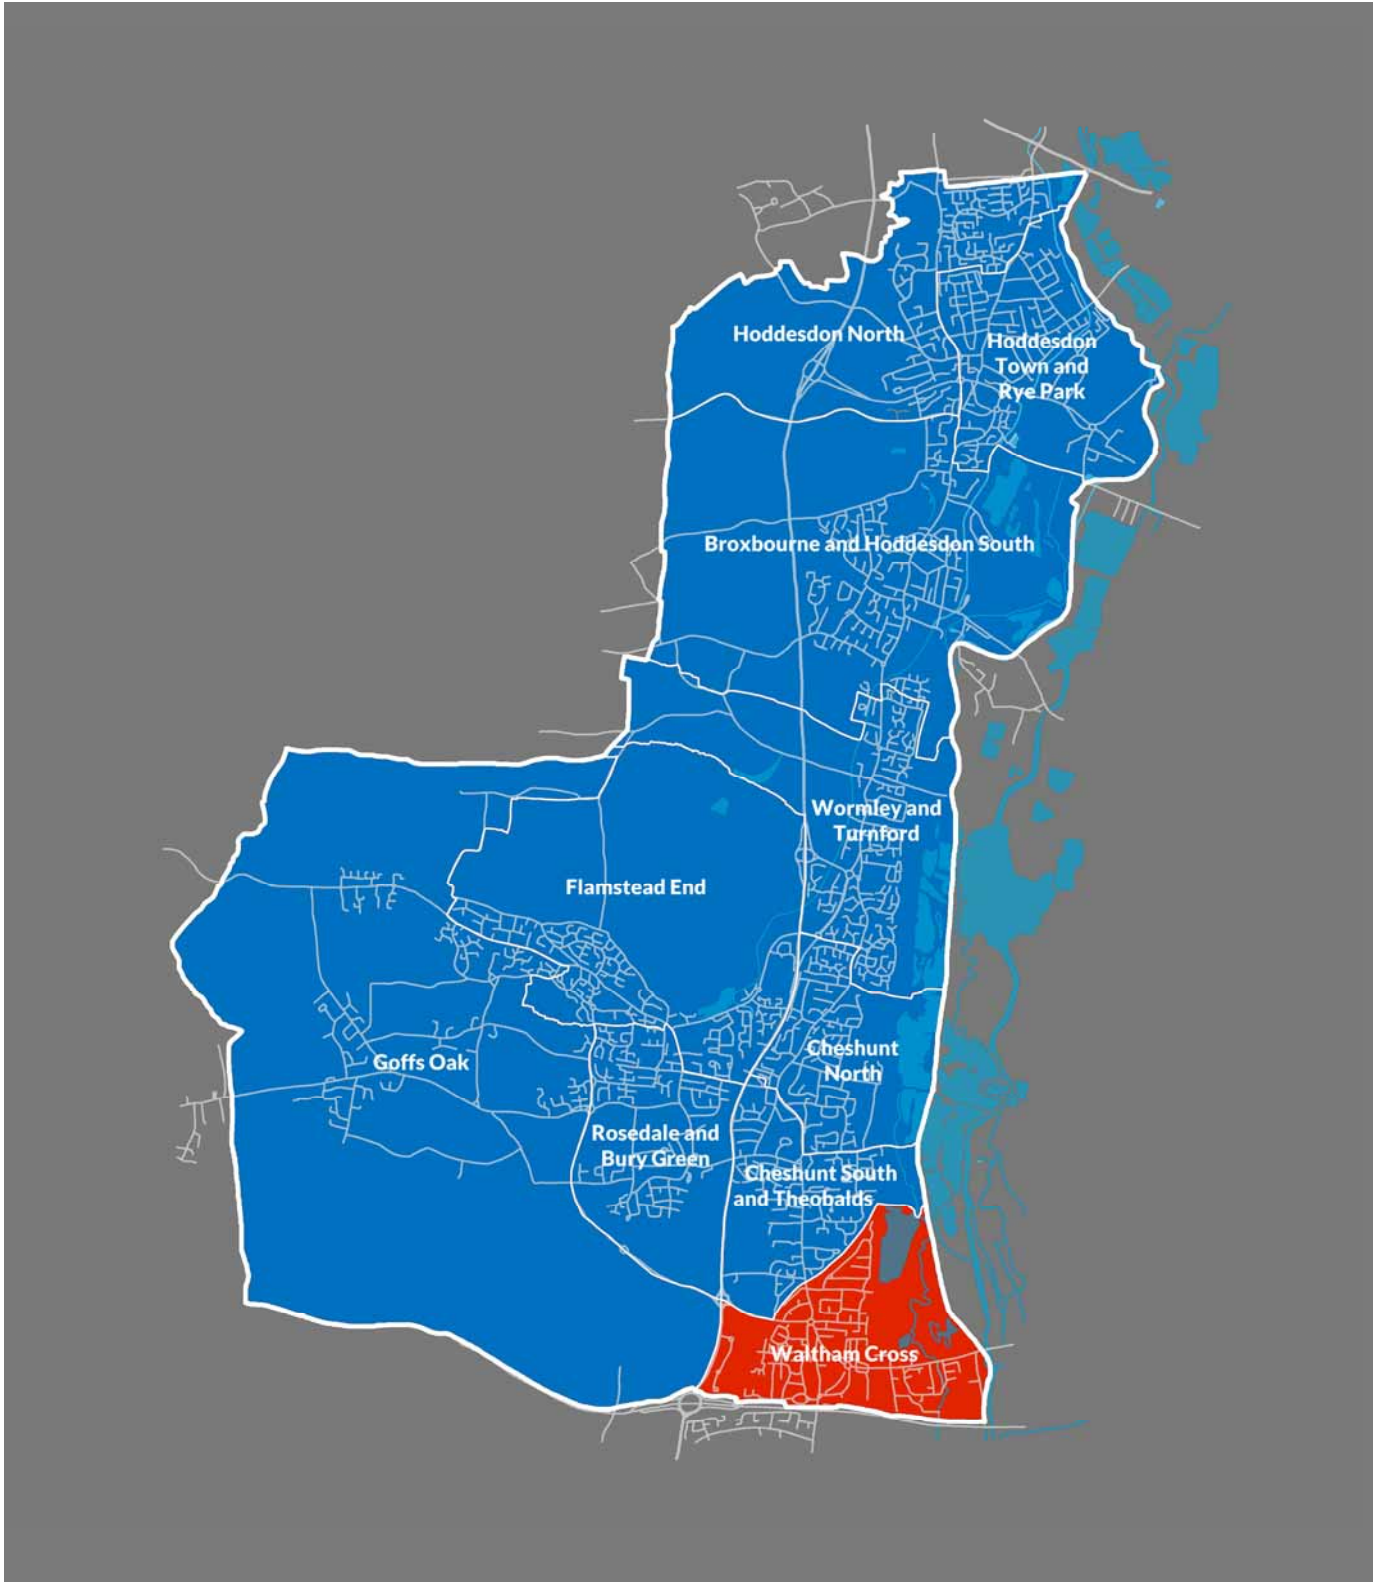 Hoddesdon North
Hoddesdon
Town and
Rye Park
Broxbourne and Hoddesdon South
Wormley and
Turnford
Flamstead End
Cheshunt
North
Goffs Oak
Rosedale and
Bury Green
Cheshunt South
and Theobalds
Waltham Cross